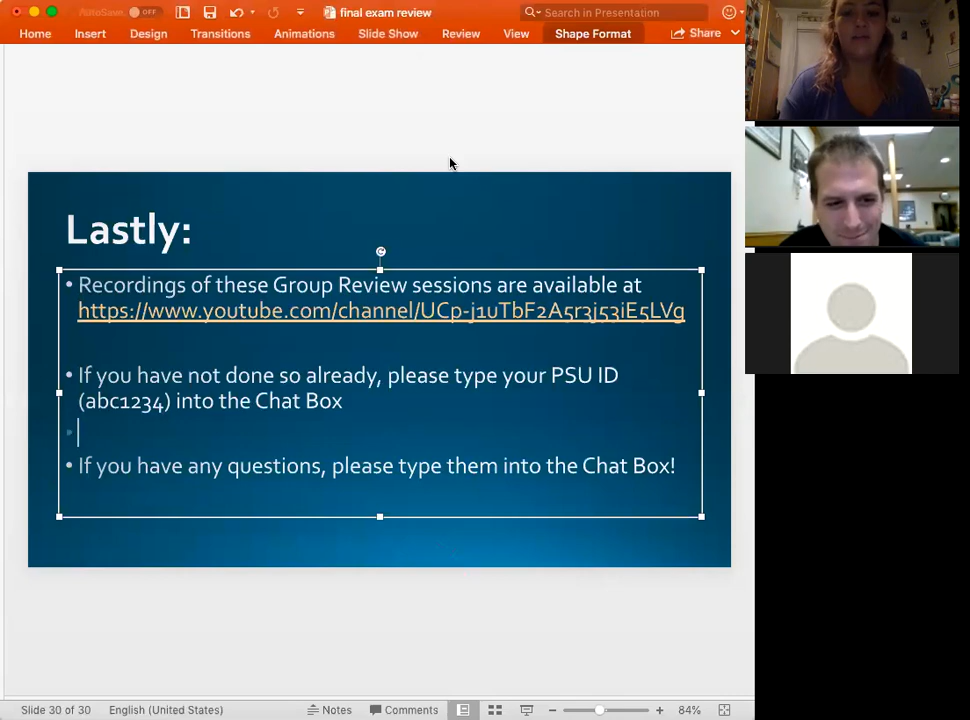 AutoSave OFF
final exam review
Search in Presentation
Home Insert Design Transitions Animations Slide Show Review View Shape Format Share
Lastly:
• Recordings of these Group Review sessions are available at
https://www.youtube.com/channel/UCp-j1uTbF2A5r3j53iE5LVg
• If you have not done so already, please type your PSU ID
(abc1234) into the Chat Box
• If you have any questions, please type them into the Chat Box!
Slide 30 of 30 English (United States) Notes Comments 84%